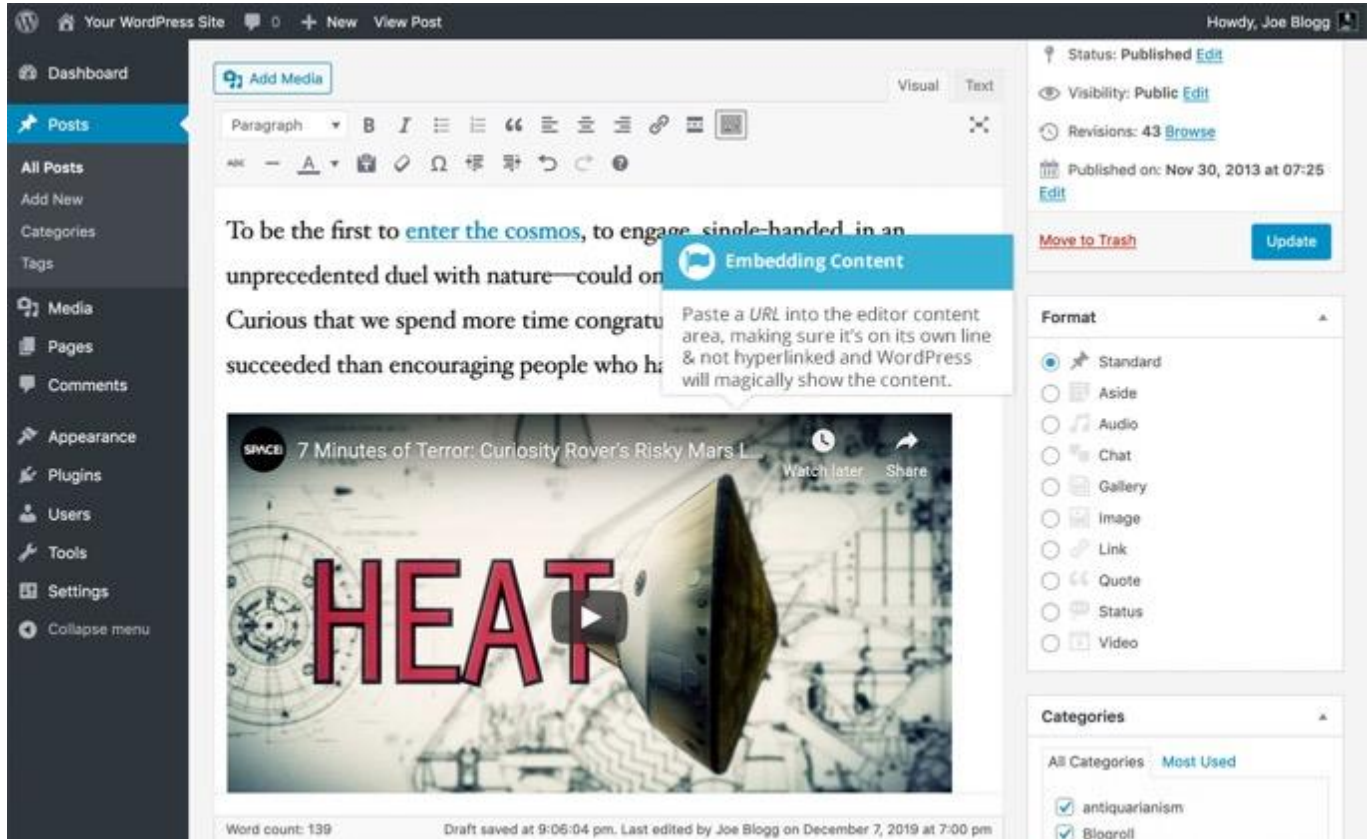 Your WordPress Site 0 + New View Post
Howdy, Joe Blogg
Dashboard
Posts
All Posts
Add New
Categories
Tags
Media
Pages
Comments
Appearance
Plugins
Users
Tools
Settings
Collapse menu
Add Media
Visual Text
Paragraph B I
ABC A Ω
To be the first to enter the cosmos, to engage, single-handed, in an
unprecedented duel with nature—could on
Curious that we spend more time congratu
succeeded than encouraging people who ha
Embedding Content
Paste a URL into the editor content
area, making sure it's on its own line
& not hyperlinked and WordPress
will magically show the content.
SPACE 7 Minutes of Terror: Curiosity Rover's Risky Mars L...
Watch later Share
HEAT
Word count: 139 Draft saved at 9:06:04 pm. Last edited by Joe Blogg on December 7, 2019 at 7:00 pm
Status: Published Edit
Visibility: Public Edit
Revisions: 43 Browse
Published on: Nov 30, 2013 at 07:25
Edit
Move to Trash Update
Format
Standard
Aside
Audio
Chat
Gallery
Image
Link
Quote
Status
Video
Categories
All Categories Most Used
antiquarianism
Blogroll